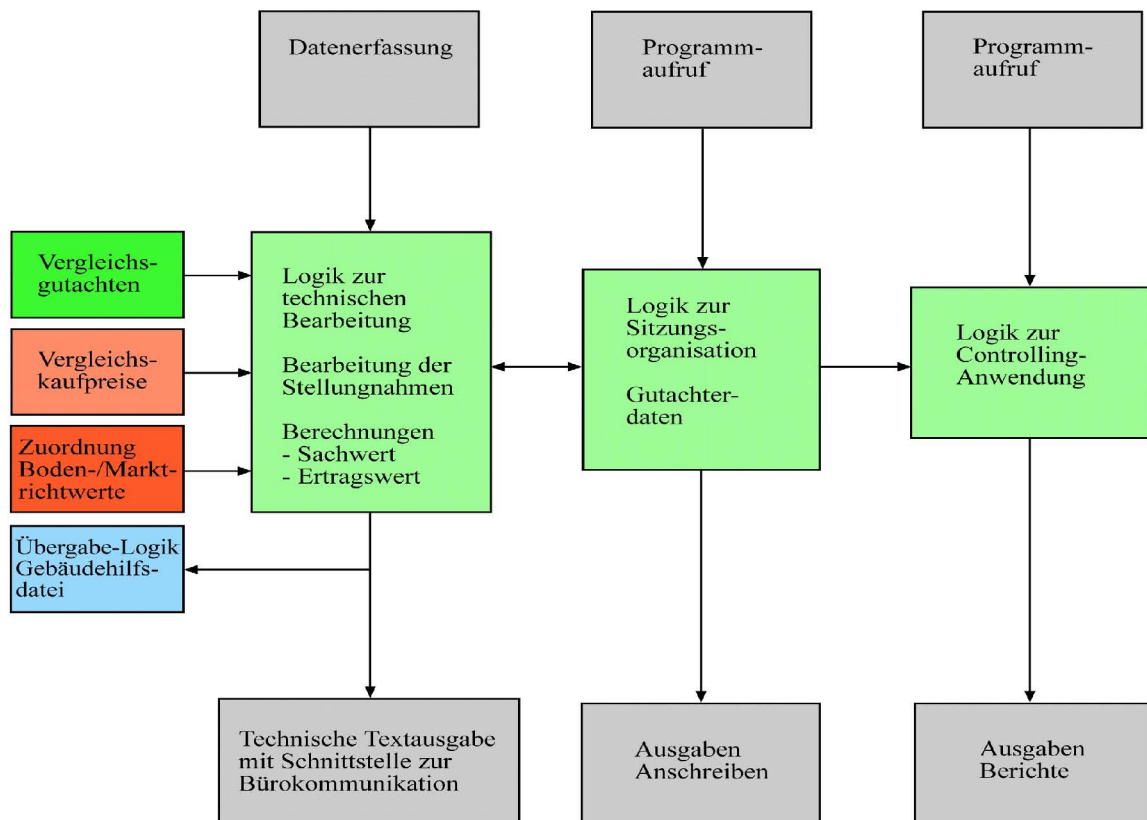 Datenerfassung
Programm-
aufruf
Programm-
aufruf
Vergleichs-
gutachten
Vergleichs-
kaufpreise
Zuordnung
Boden-/Markt-
richtwerte
Übergabe-Logik
Gebäudehilfs-
datei
Logik zur
technischen
Bearbeitung
Bearbeitung der
Stellungnahmen
Berechnungen
- Sachwert
- Ertragswert
Logik zur
Sitzungs-
organisation
Gutachter-
daten
Logik zur
Controlling-
Anwendung
Technische Textausgabe
mit Schnittstelle zur
Bürokommunikation
Ausgaben
Anschreiben
Ausgaben
Berichte